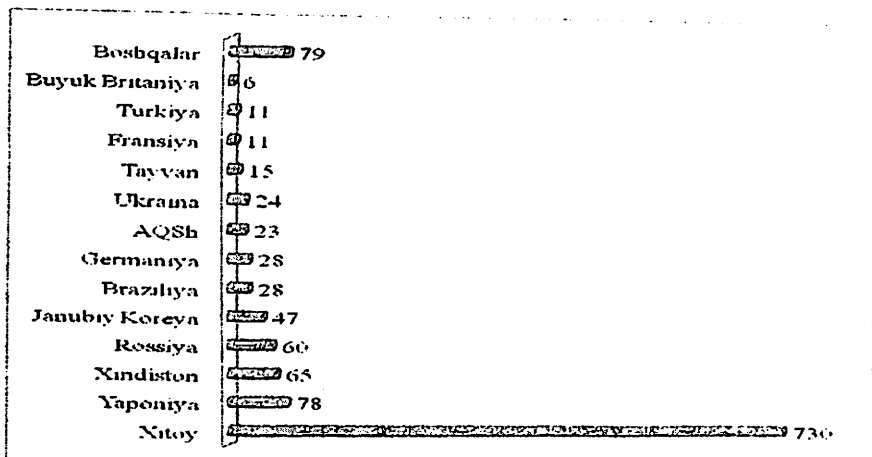 Boshqalar 79
Buyuk Britaniya 6
Turkiya 11
Fransiya 11
Tayvan 15
Ukraina 24
AQSh 23
Germaniya 28
Braziliya 28
Janubiy Koreya 47
Rossiya 60
Xindiston 65
Yaponiya 78
Xitoy 730